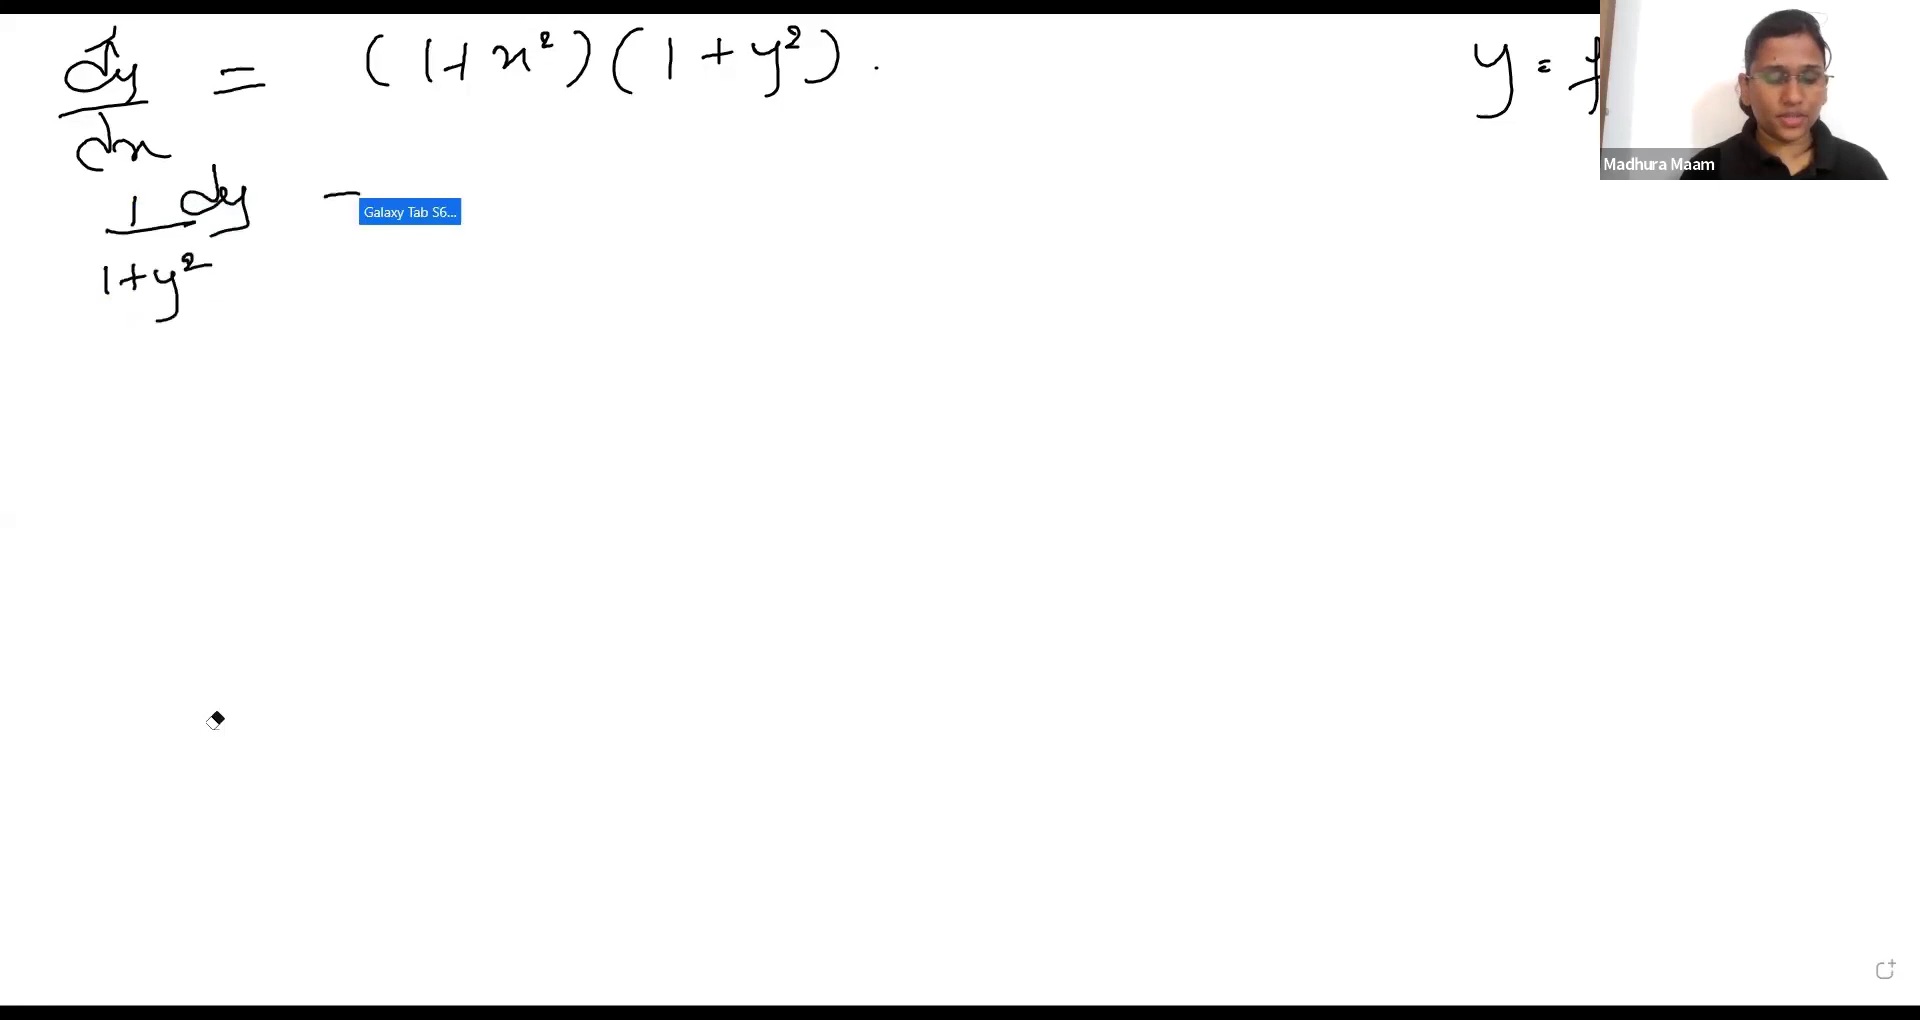 dy/dx = (1+x²)(1+y²).
y = f
Madhura Maam
1/(1+y²) dy =
Galaxy Tab S6...